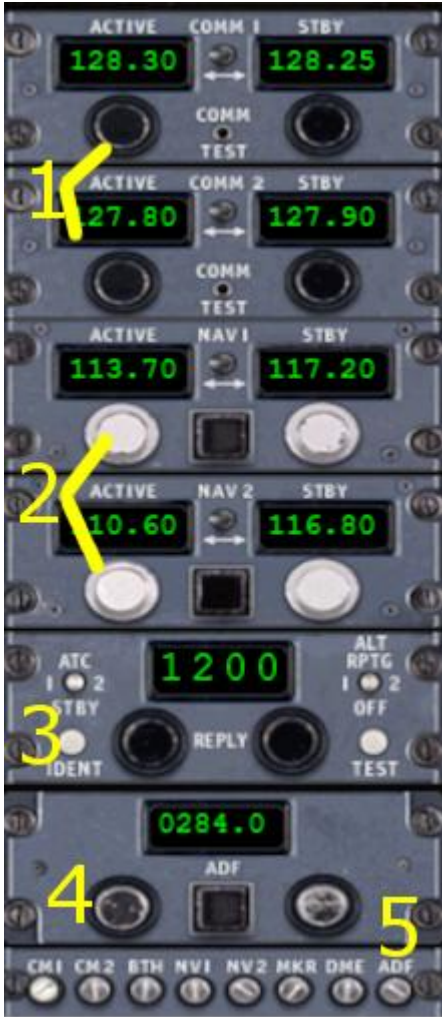 ACTIVE COMM 1 STBY
128.30 128.25
COMM
TEST
1
ACTIVE COMM 2 STBY
127.80 127.90
COMM
TEST
ACTIVE NAV 1 STBY
113.70 117.20
2
ACTIVE NAV 2 STBY
10.60 116.80
ATC 1200 ALT RPTG
1 2 1 2
STBY OFF
3 REPLY
IDENT TEST
0284.0
ADF
4 5
CM1 CM2 BTH NV1 NV2 MKR DME ADF